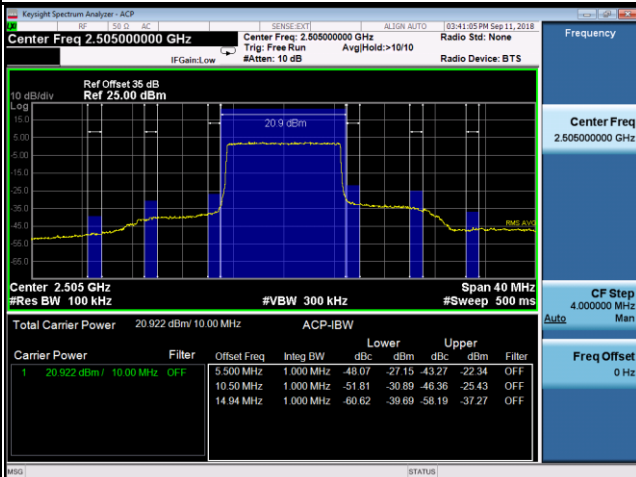 Keysight Spectrum Analyzer - ACP
RF 50 Ω AC SENSE:EXT ALIGN AUTO 03:41:05 PM Sep 11, 2018
Center Freq 2.505000000 GHz
Center Freq: 2.505000000 GHz
Radio Std: None
Trig: Free Run Avg|Hold:>10/10
IFGain:Low #Atten: 10 dB Radio Device: BTS
Frequency
Ref Offset 35 dB
10 dB/div Ref 25.00 dBm
Log
15.0
5.00
-5.00
-15.0
-25.0
-35.0
-45.0
-55.0
-65.0
20.9 dBm
RMS AVG
Center 2.505 GHz Span 40 MHz
#Res BW 100 kHz #VBW 300 kHz #Sweep 500 ms
Center Freq
2.505000000 GHz
CF Step
4.000000 MHz
Auto Man
Freq Offset
0 Hz
Total Carrier Power 20.922 dBm/ 10.00 MHz ACP-IBW
Lower Upper
Carrier Power Filter Offset Freq Integ BW dBc dBm dBc dBm Filter
1 20.922 dBm / 10.00 MHz OFF 5.500 MHz 1.000 MHz -48.07 -27.15 -43.27 -22.34 OFF
10.50 MHz 1.000 MHz -51.81 -30.89 -46.36 -25.43 OFF
14.94 MHz 1.000 MHz -60.62 -39.69 -58.19 -37.27 OFF
MSG STATUS